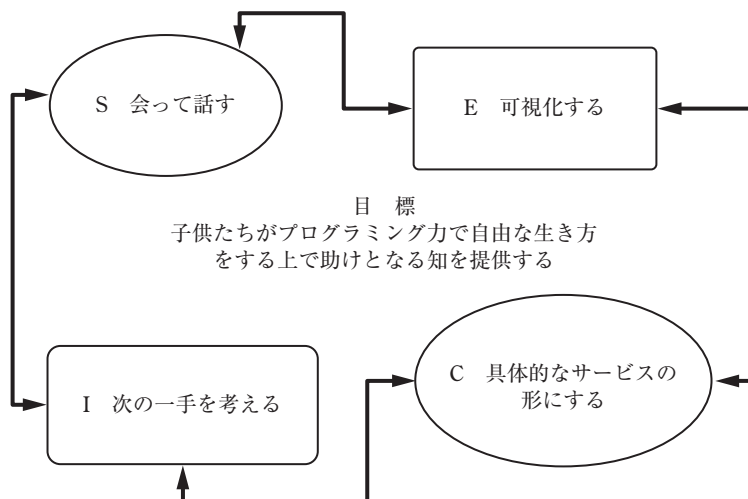 S 会って話す
E 可視化する
目 標
子供たちがプログラミング力で自由な生き方
をする上で助けとなる知を提供する
I 次の一手を考える
C 具体的なサービスの
形にする